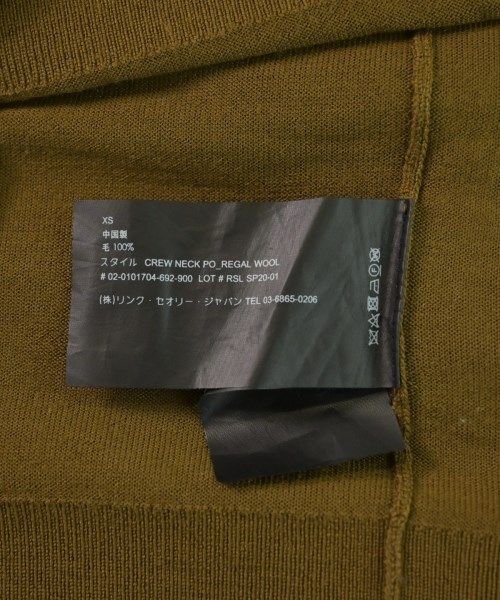 XS
中国製
毛 100%
スタイル CREW NECK PO_REGAL WOOL
# 02-0101704-692-900 LOT # RSL SP20-01
(株)リンク・セオリー・ジャパン TEL 03-6865-0206